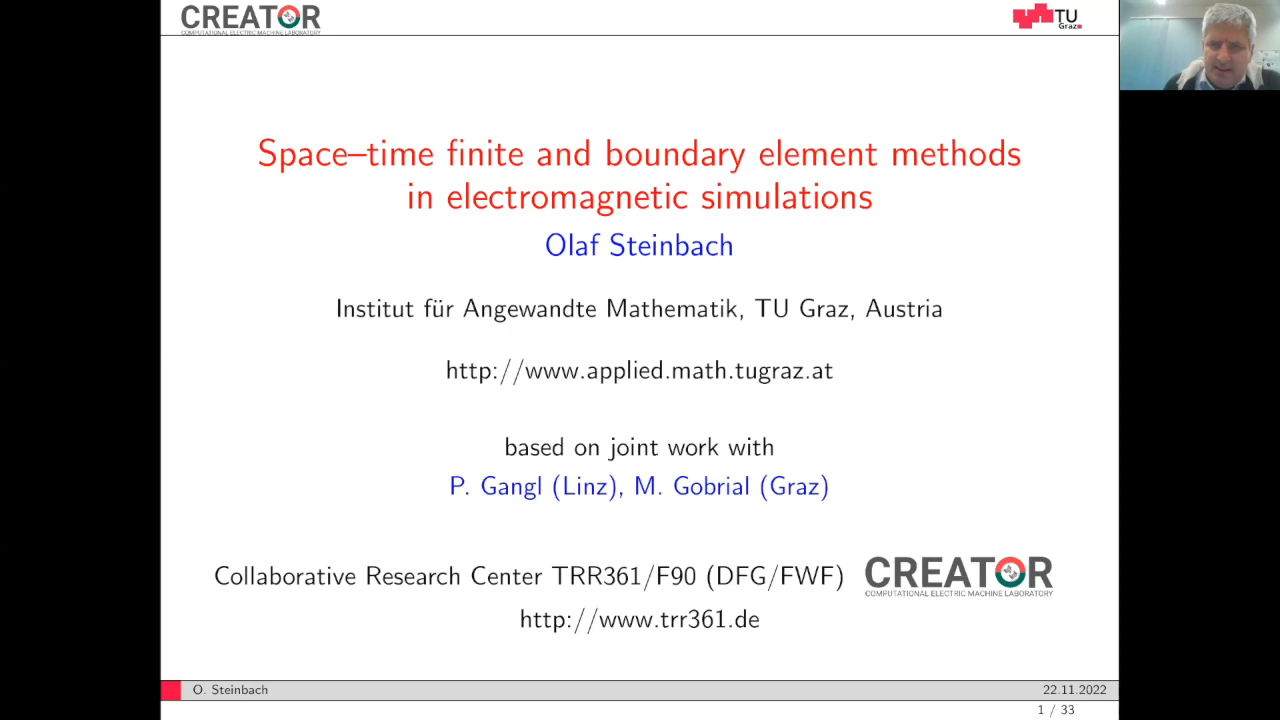 CREATOR
COMPUTATIONAL ELECTRIC MACHINE LABORATORY
TU
Graz
Space–time finite and boundary element methods
in electromagnetic simulations
Olaf Steinbach
Institut für Angewandte Mathematik, TU Graz, Austria
http://www.applied.math.tugraz.at
based on joint work with
P. Gangl (Linz), M. Gobrial (Graz)
Collaborative Research Center TRR361/F90 (DFG/FWF)
CREATOR
COMPUTATIONAL ELECTRIC MACHINE LABORATORY
http://www.trr361.de
O. Steinbach
22.11.2022
1 / 33